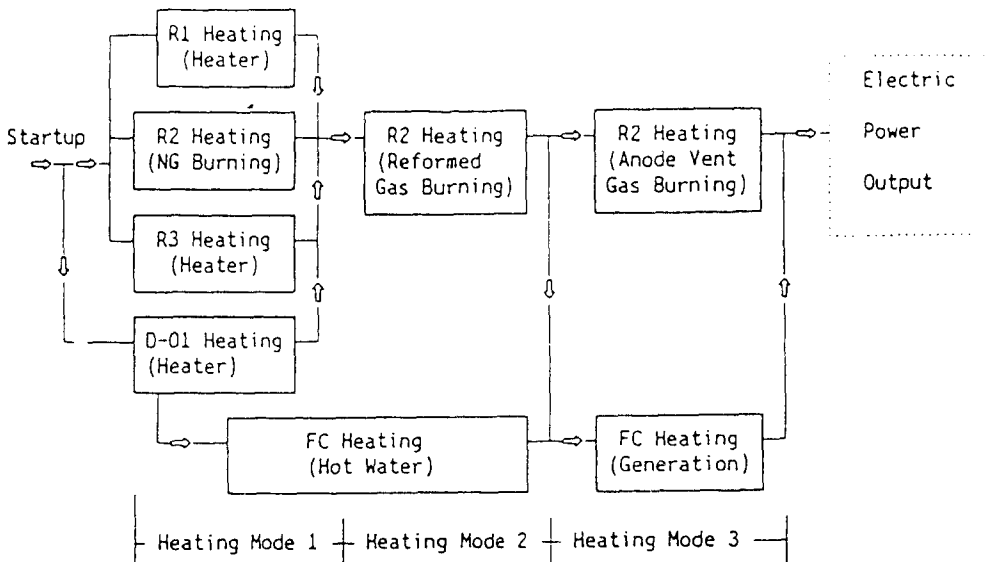 R1 Heating
(Heater)
Startup
R2 Heating
(NG Burning)
R3 Heating
(Heater)
D-01 Heating
(Heater)
R2 Heating
(Reformed
Gas Burning)
R2 Heating
(Anode Vent
Gas Burning)
Electric
Power
Output
FC Heating
(Hot Water)
FC Heating
(Generation)
Heating Mode 1
Heating Mode 2
Heating Mode 3